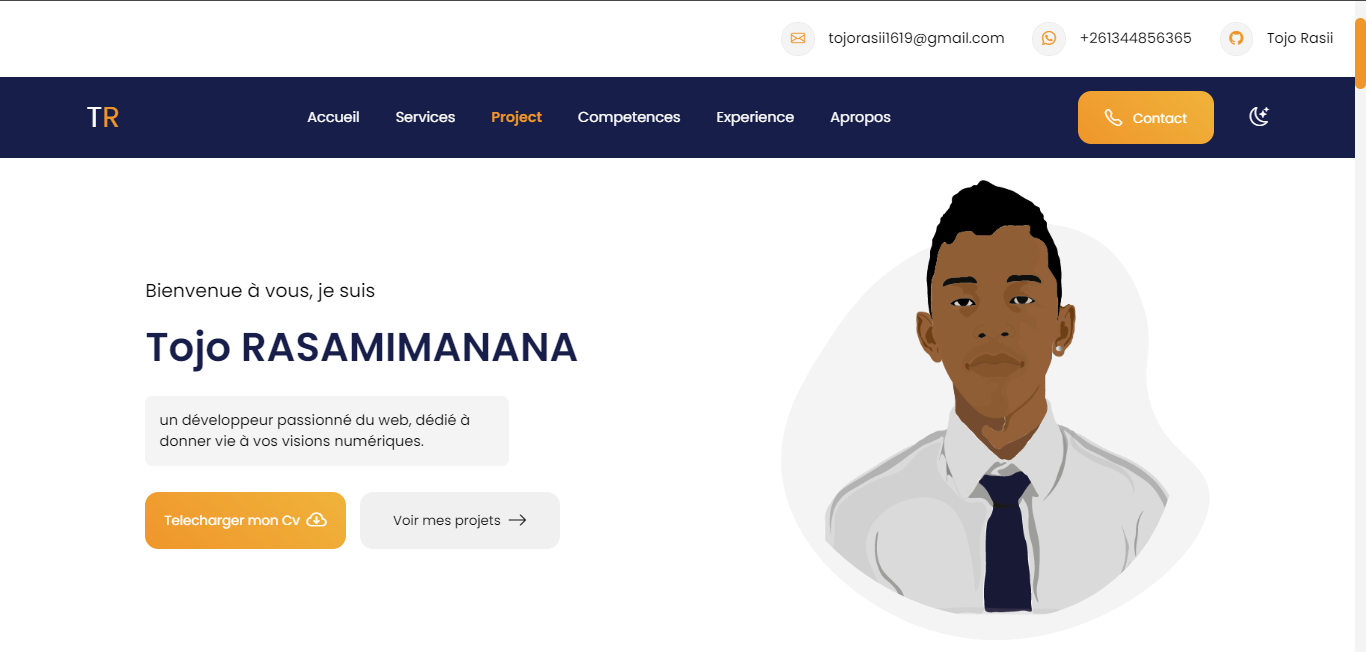 tojorasii1619@gmail.com +261344856365 Tojo Rasii
TR Accueil Services Project Competences Experience Apropos Contact
Bienvenue à vous, je suis
Tojo RASAMIMANANA
un développeur passionné du web, dédié à
donner vie à vos visions numériques.
Telecharger mon Cv Voir mes projets